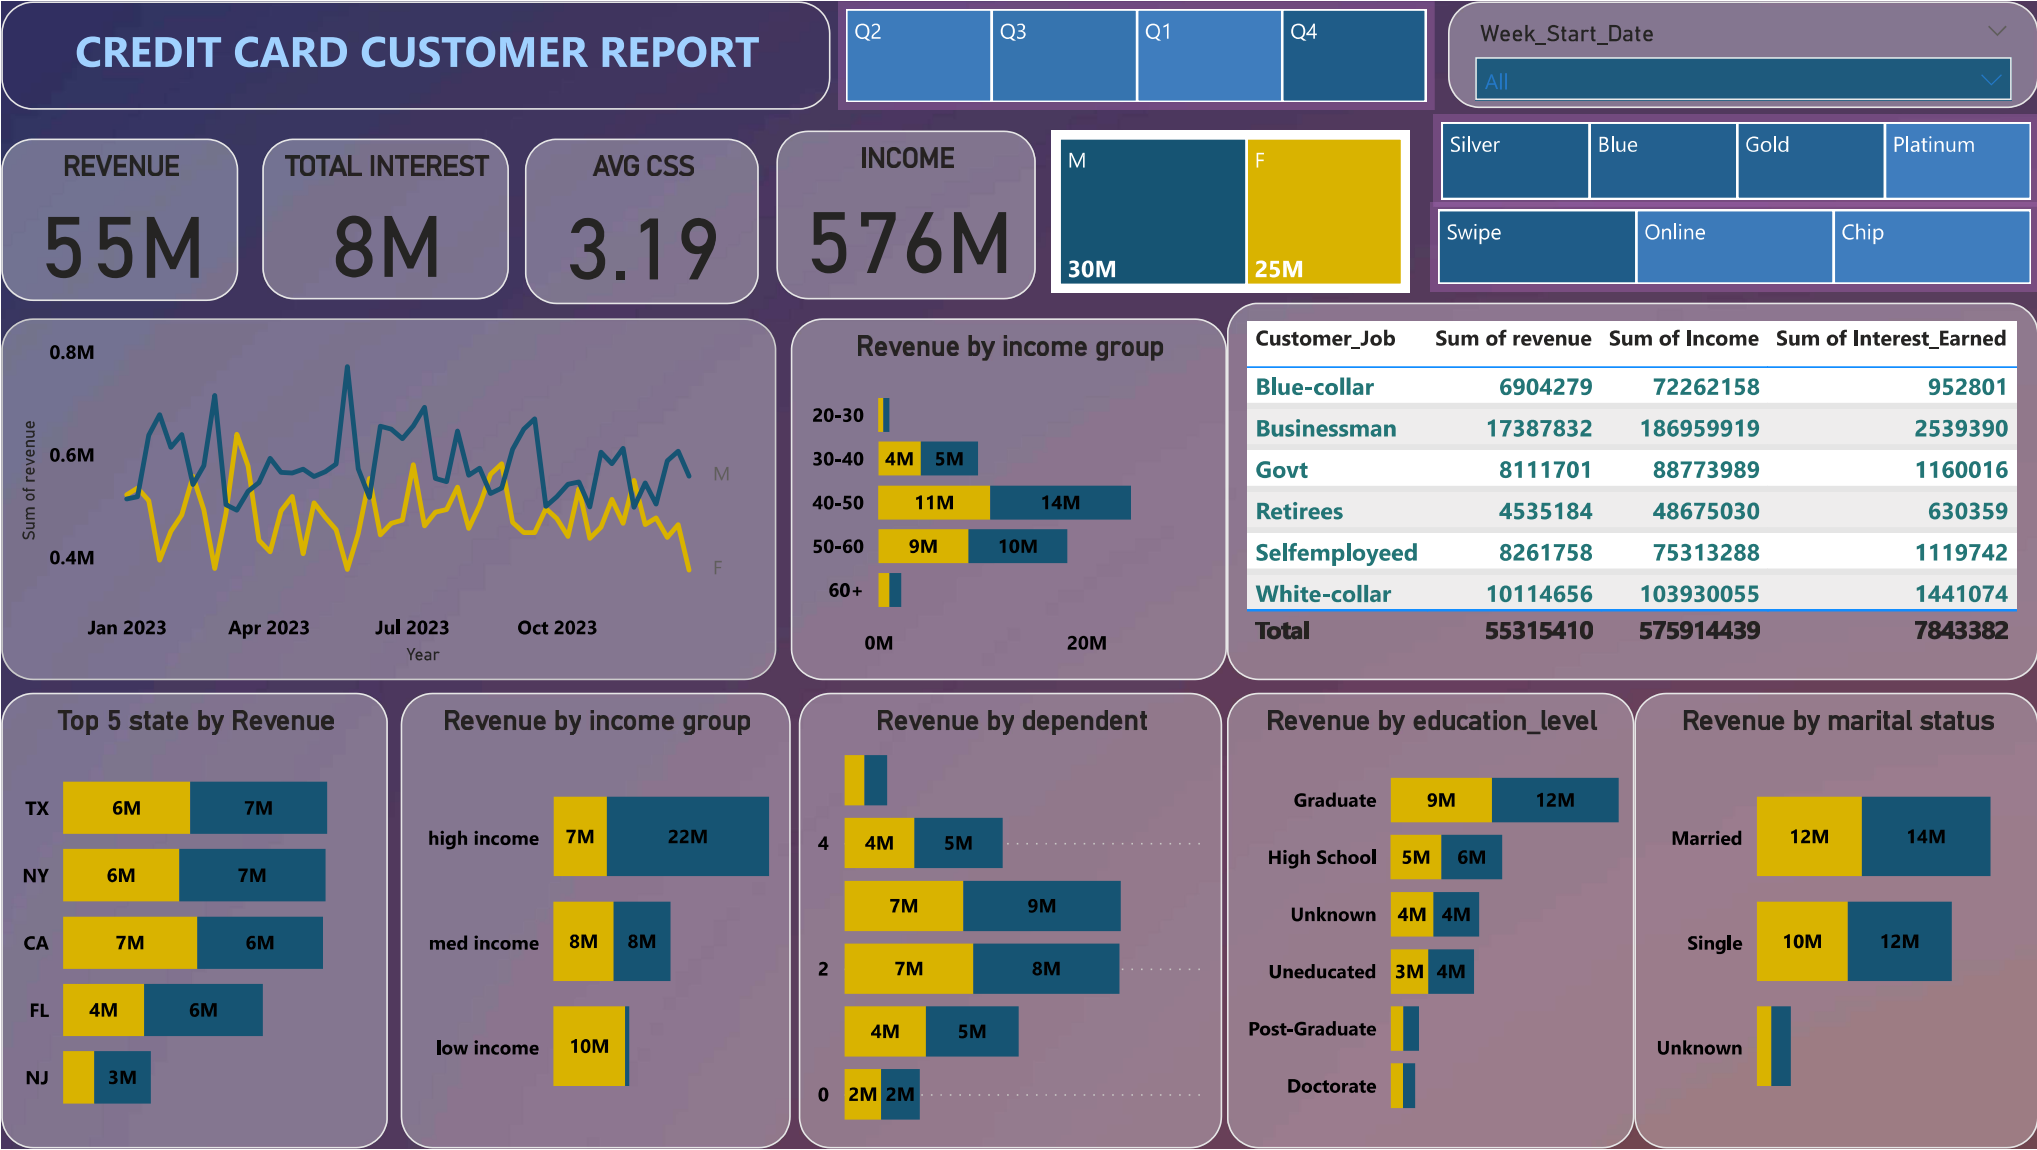 CREDIT CARD CUSTOMER REPORT
Q2 Q3 Q1 Q4
Week_Start_Date
All
REVENUE
55M
TOTAL INTEREST
8M
AVG CSS
3.19
INCOME
576M
M F
30M 25M
Silver Blue Gold Platinum
Swipe Online Chip
Sum of revenue
0.8M
0.6M
0.4M
M
F
Jan 2023 Apr 2023 Jul 2023 Oct 2023
Year
Revenue by income group
20-30
30-40 4M 5M
40-50 11M 14M
50-60 9M 10M
60+
0M 20M
Customer_Job Sum of revenue Sum of Income Sum of Interest_Earned
Blue-collar 6904279 72262158 952801
Businessman 17387832 186959919 2539390
Govt 8111701 88773989 1160016
Retirees 4535184 48675030 630359
Selfemployeed 8261758 75313288 1119742
White-collar 10114656 103930055 1441074
Total 55315410 575914439 7843382
Top 5 state by Revenue
TX 6M 7M
NY 6M 7M
CA 7M 6M
FL 4M 6M
NJ 3M
Revenue by income group
high income 7M 22M
med income 8M 8M
low income 10M
Revenue by dependent
4 4M 5M
7M 9M
2 7M 8M
4M 5M
0 2M 2M
Revenue by education_level
Graduate 9M 12M
High School 5M 6M
Unknown 4M 4M
Uneducated 3M 4M
Post-Graduate
Doctorate
Revenue by marital status
Married 12M 14M
Single 10M 12M
Unknown